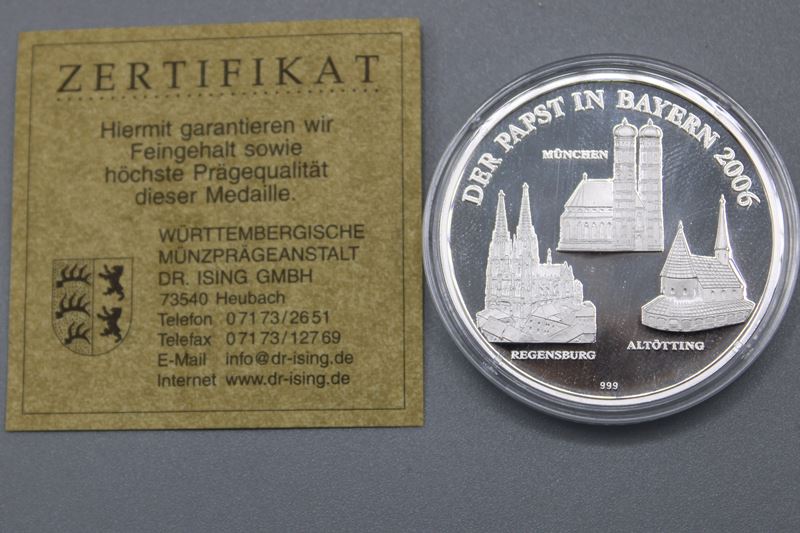 ZERTIFIKAT
Hiermit garantieren wir
Feingehalt sowie
höchste Prägequalität
dieser Medaille.
WÜRTTEMBERGISCHE
MÜNZPRÄGEANSTALT
DR. ISING GMBH
73540 Heubach
Telefon 07173/2651
Telefax 07173/12769
E-Mail info@dr-ising.de
Internet www.dr-ising.de
DER PAPST IN BAYERN 2006
MÜNCHEN
REGENSBURG
ALTÖTTING
999